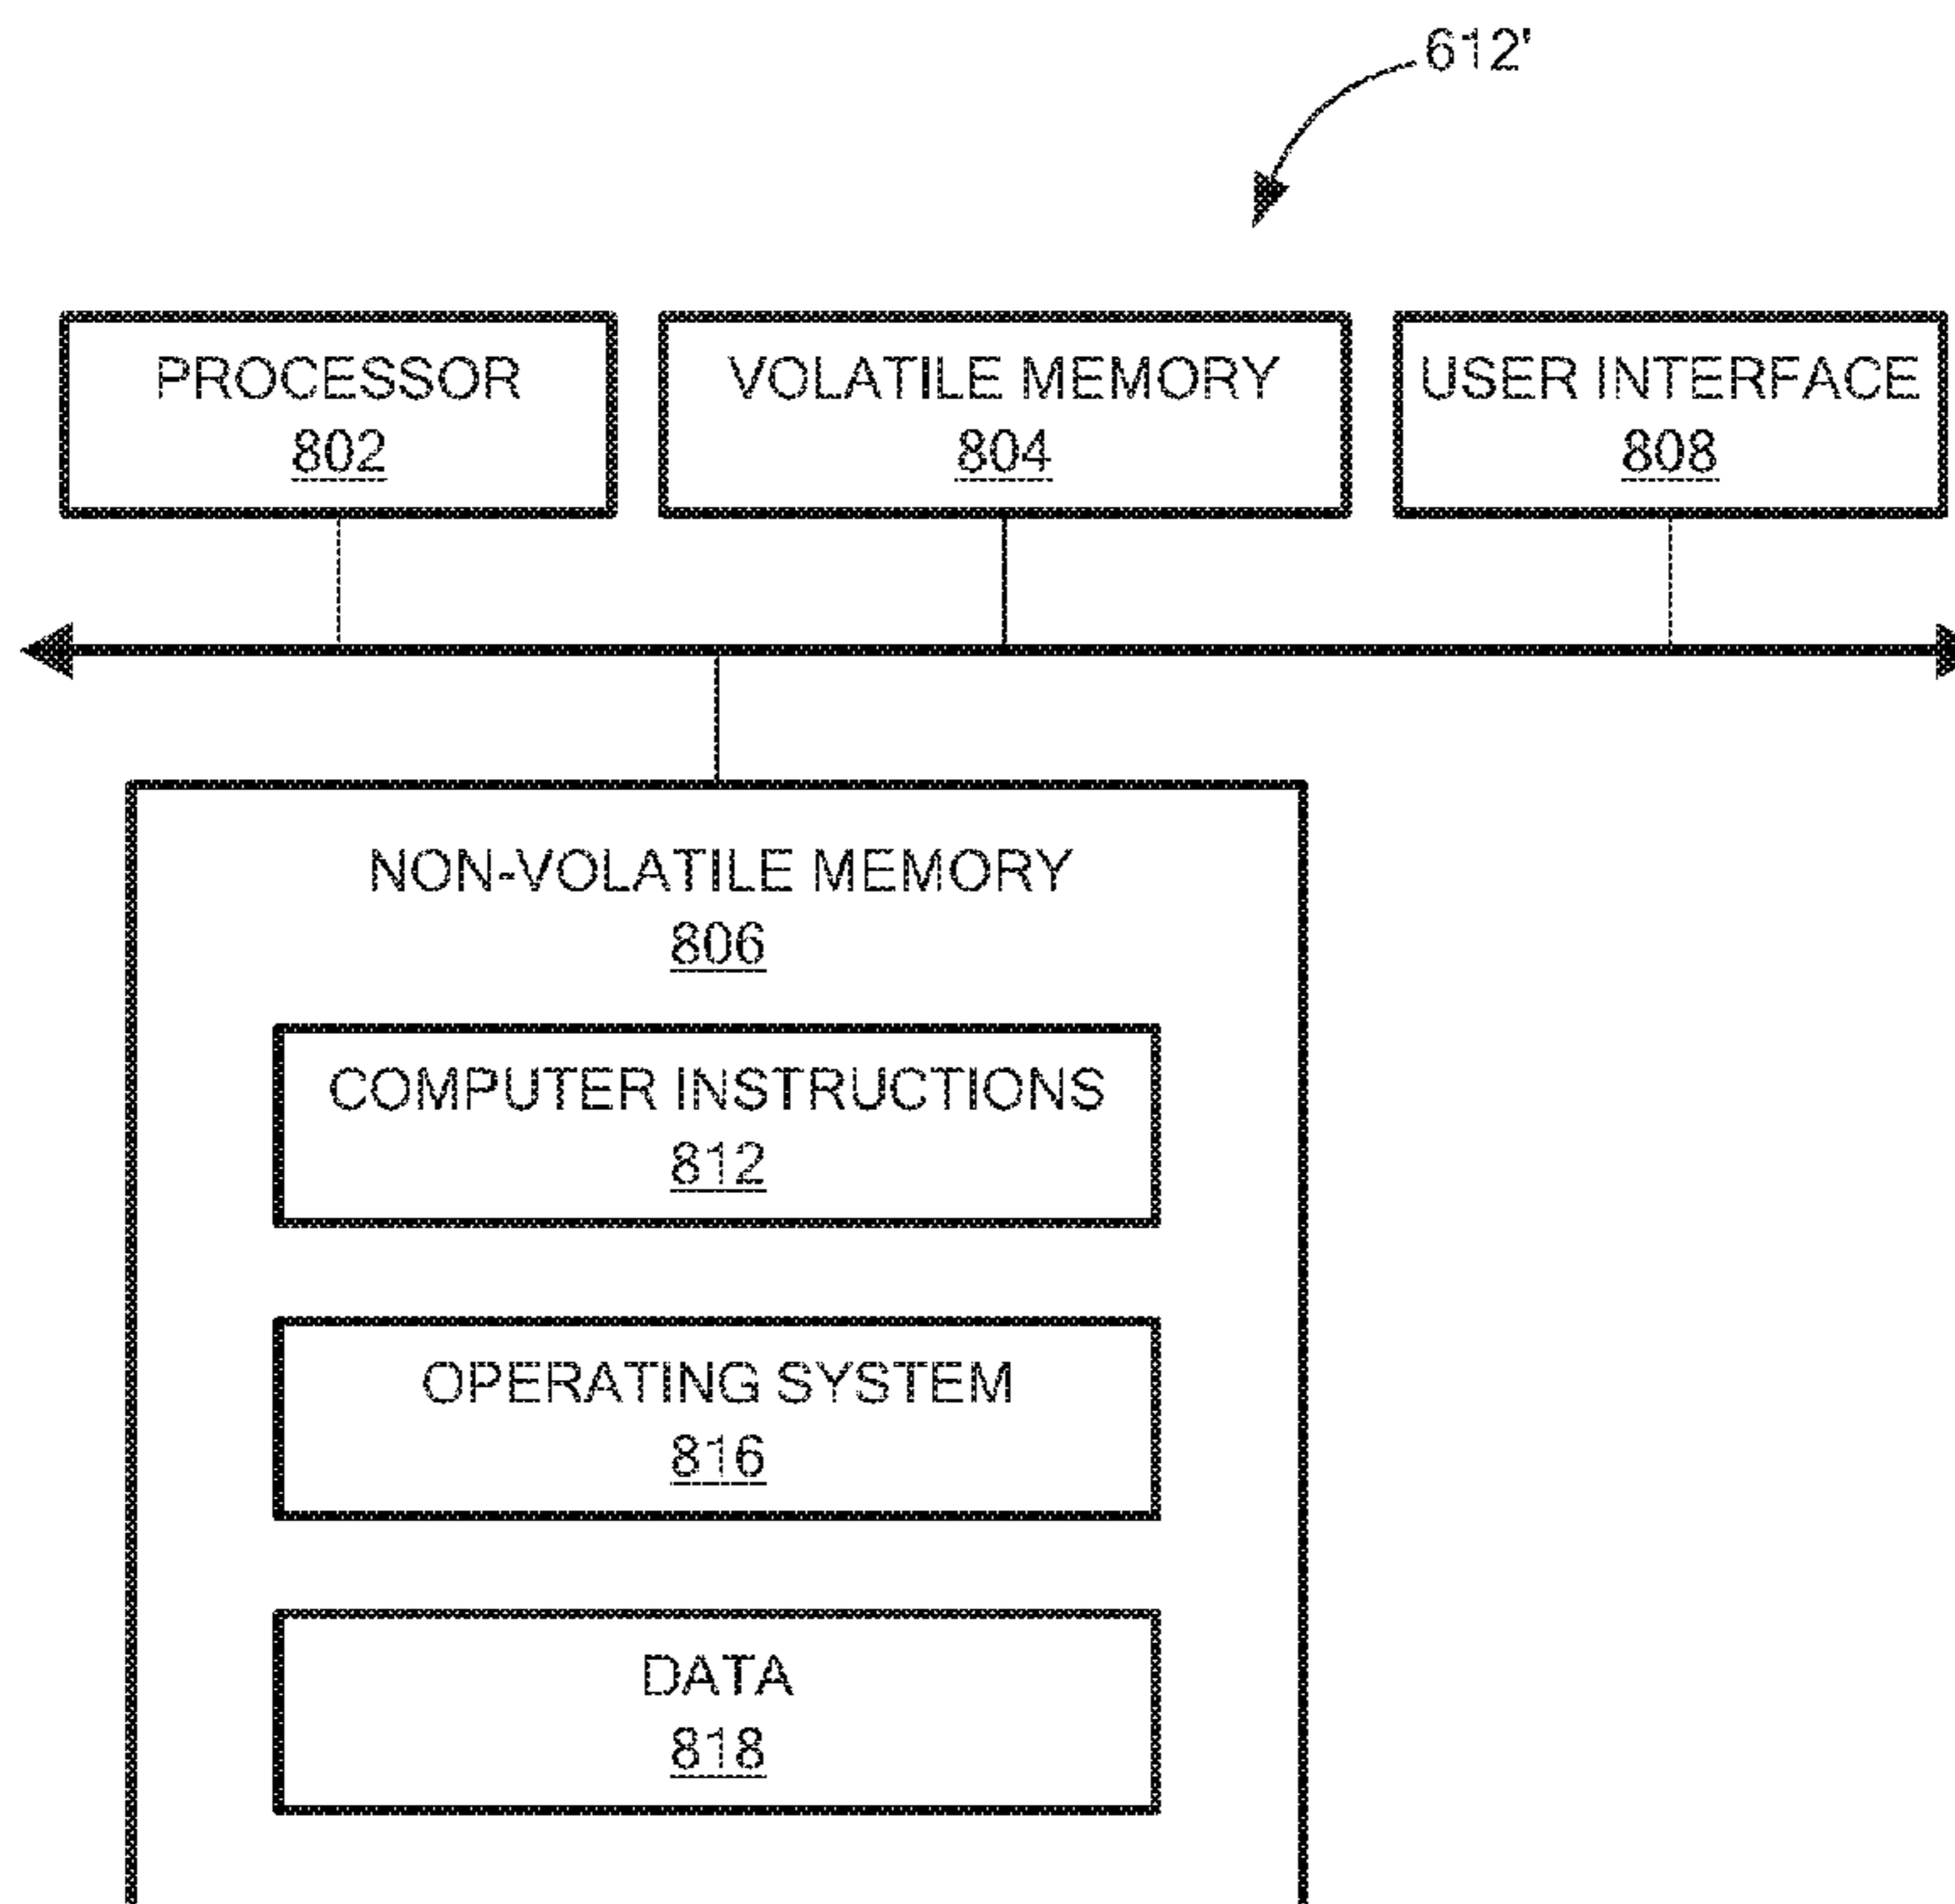 612'
PROCESSOR
802
VOLATILE MEMORY
804
USER INTERFACE
808
NON-VOLATILE MEMORY
806
COMPUTER INSTRUCTIONS
812
OPERATING SYSTEM
816
DATA
818